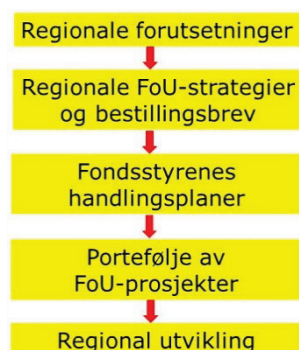 Regionale forutsetninger
Regionale FoU-strategier
og bestillingsbrev
Fondsstyrenes
handlingsplaner
Portefølje av
FoU-prosjekter
Regional utvikling